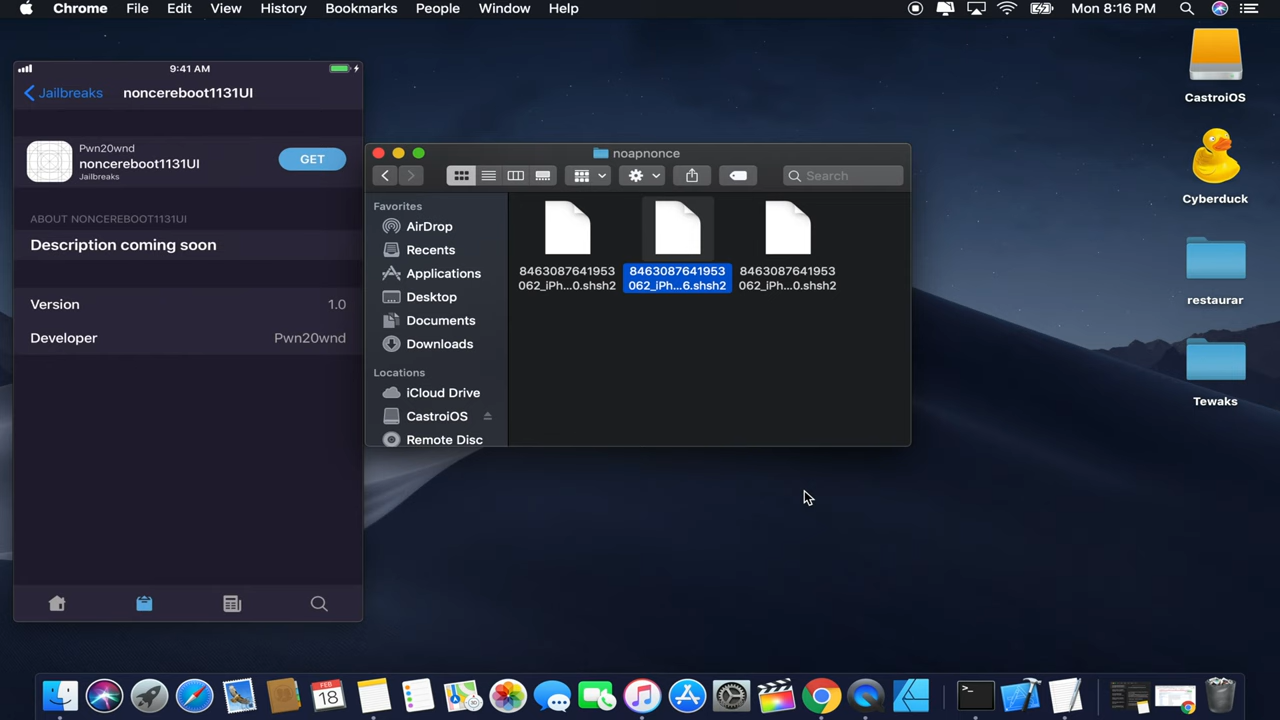 Chrome File Edit View History Bookmarks People Window Help Mon 8:16 PM
9:41 AM
Jailbreaks noncereboot1131UI
Pwn20wnd
noncereboot1131UI
Jailbreaks
GET
ABOUT NONCEREBOOT1131UI
Description coming soon
Version 1.0
Developer Pwn20wnd
noapnonce
Search
Favorites
AirDrop
Recents
Applications
Desktop
Documents
Downloads
Locations
iCloud Drive
CastroiOS
Remote Disc
8463087641953
062_iPh...0.shsh2
8463087641953
062_iPh...6.shsh2
8463087641953
062_iPh...0.shsh2
CastroiOS
Cyberduck
restaurar
Tewaks
FEB
18
>_